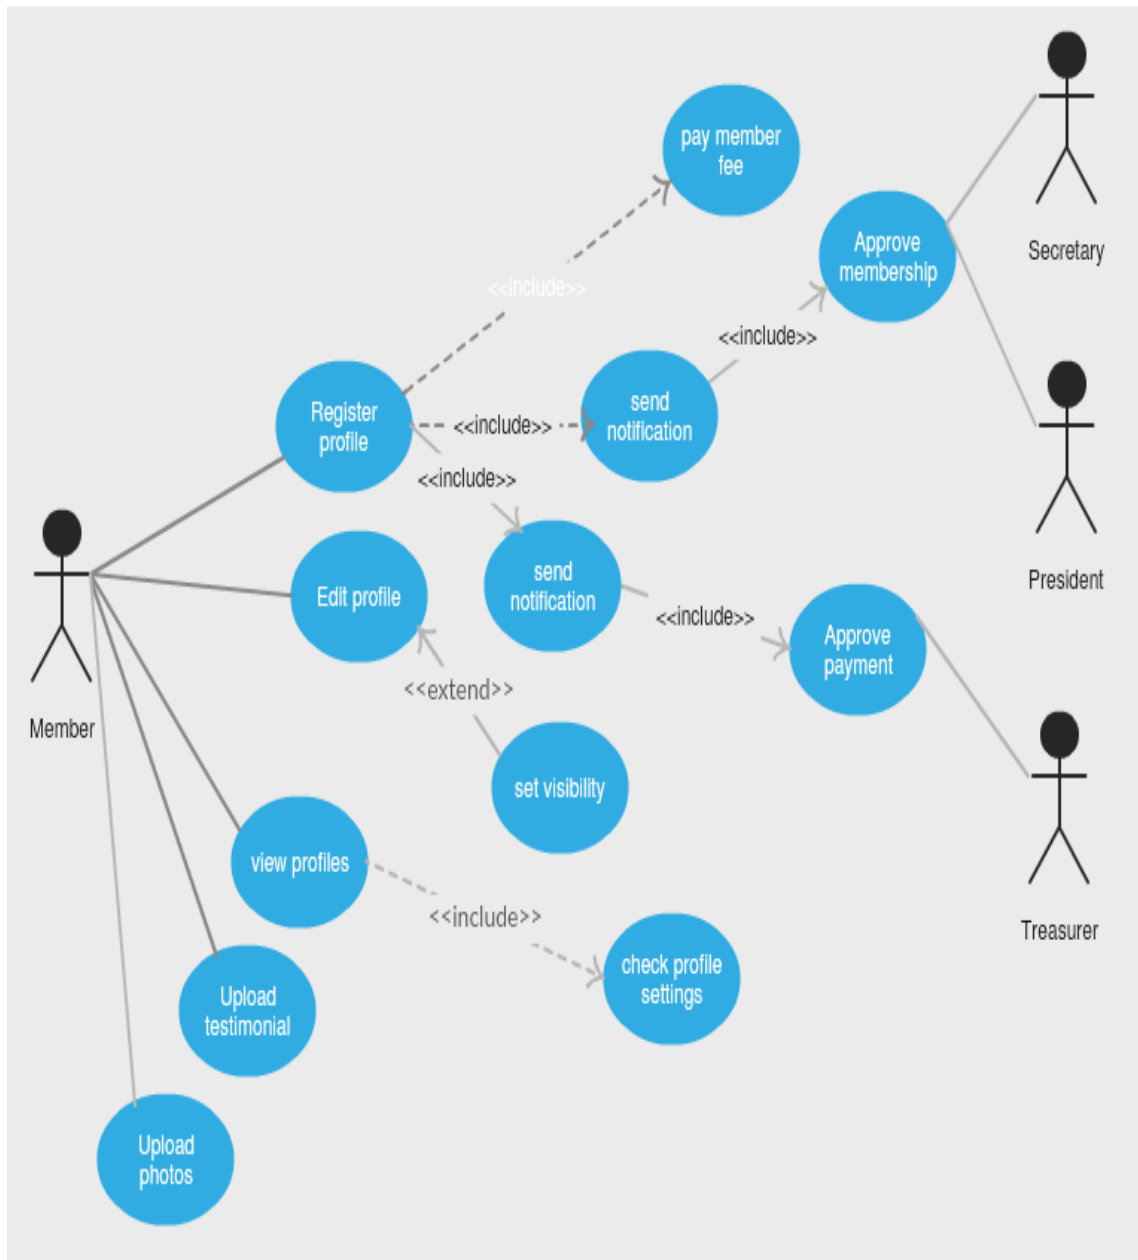 pay member
fee
Approve
membership
Secretary
<<include>>
<<include>>
Register
profile
<<include>>
send
notification
<<include>>
send
notification
President
Edit profile
<<include>>
Approve
payment
<<extend>>
Member
set visibility
view profiles
<<include>>
Treasurer
check profile
settings
Upload
testimonial
Upload
photos